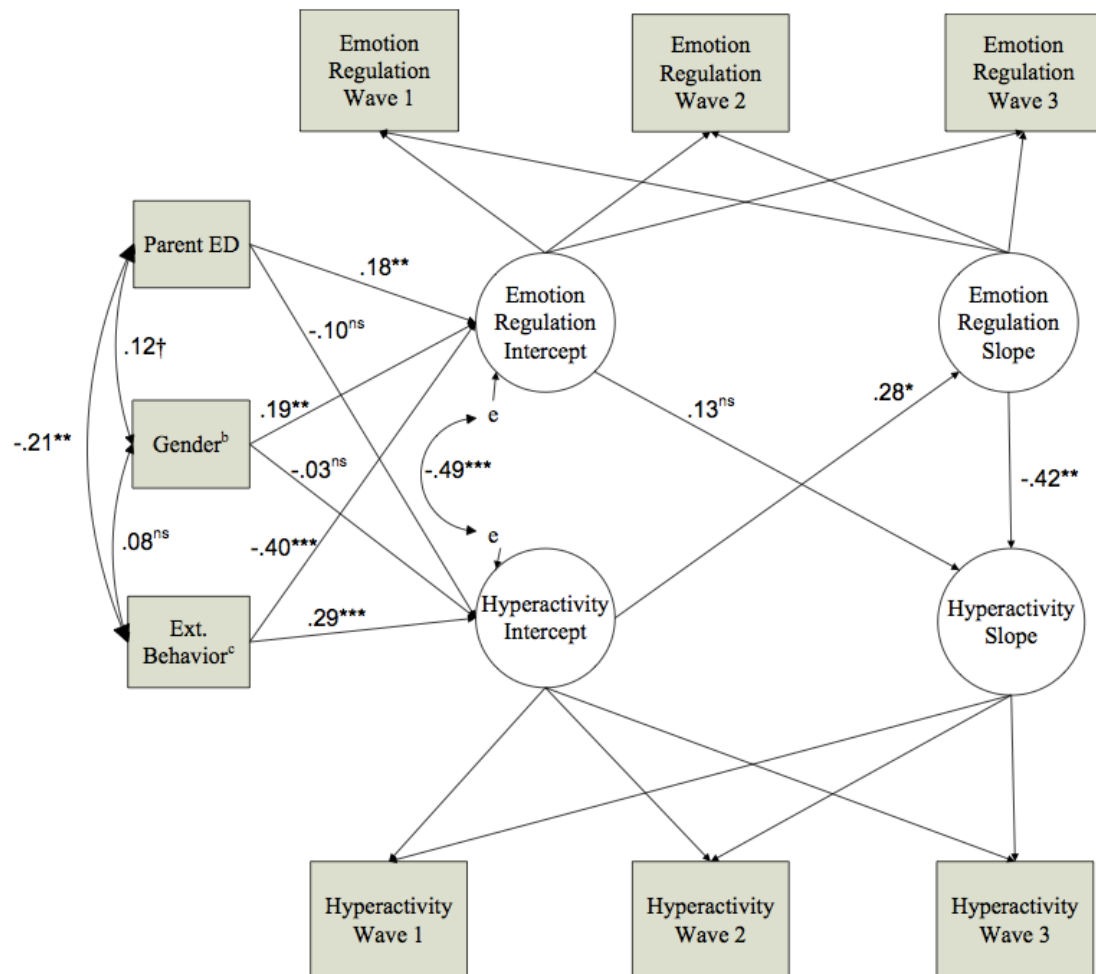 Emotion
Regulation
Wave 1
Emotion
Regulation
Wave 2
Emotion
Regulation
Wave 3
Parent ED
.18**
Emotion
Regulation
Intercept
Emotion
Regulation
Slope
-.10ns
.12†
.19**
e
.13ns
.28*
-.21**
Genderb
-.03ns
-.49***
-.42**
.08ns
-.40***
e
Ext.
Behaviorc
.29***
Hyperactivity
Intercept
Hyperactivity
Slope
Hyperactivity
Wave 1
Hyperactivity
Wave 2
Hyperactivity
Wave 3